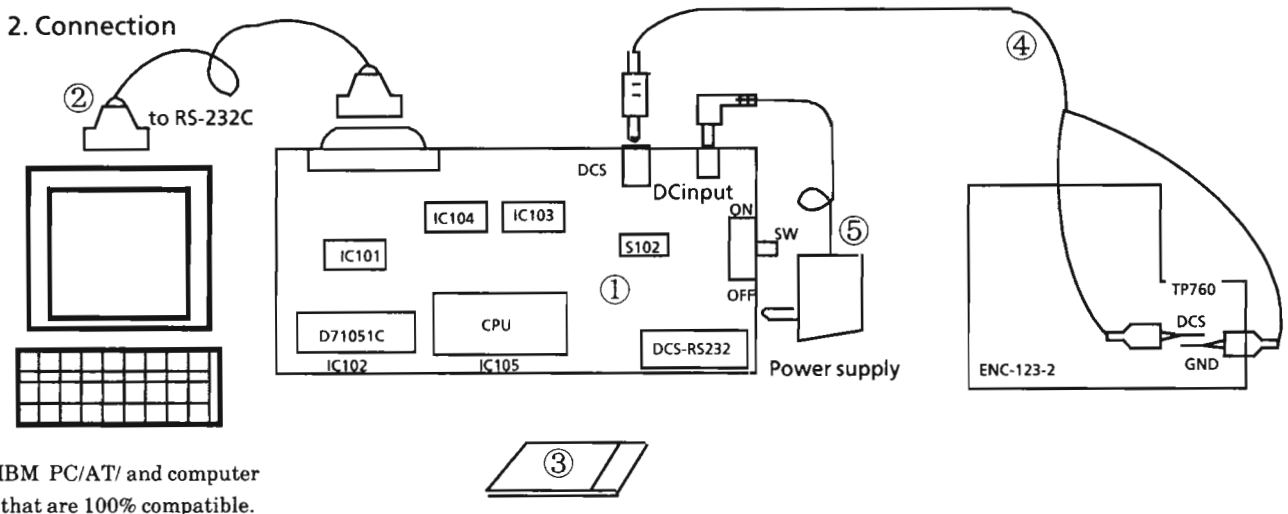 2. Connection
②
to RS-232C
④
DCS
DCinput
IC104
IC103
ON
SW
⑤
IC101
S102
①
OFF
TP760
D71051C
CPU
DCS-RS232
DCS
GND
IC102
IC105
Power supply
ENC-123-2
③
IBM PC/AT/ and computer
that are 100% compatible.